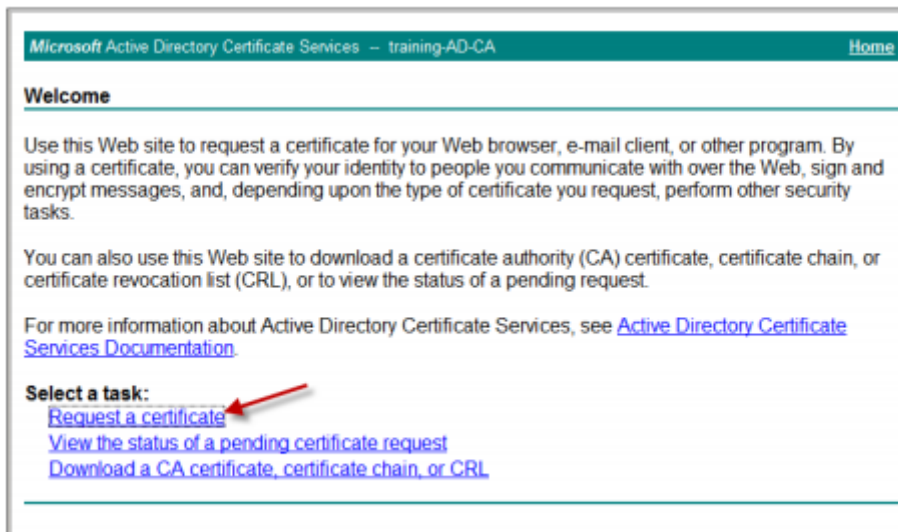 Microsoft Active Directory Certificate Services -- training-AD-CA Home
Welcome
Use this Web site to request a certificate for your Web browser, e-mail client, or other program. By
using a certificate, you can verify your identity to people you communicate with over the Web, sign and
encrypt messages, and, depending upon the type of certificate you request, perform other security
tasks.
You can also use this Web site to download a certificate authority (CA) certificate, certificate chain, or
certificate revocation list (CRL), or to view the status of a pending request.
For more information about Active Directory Certificate Services, see Active Directory Certificate
Services Documentation.
Select a task:
Request a certificate
View the status of a pending certificate request
Download a CA certificate, certificate chain, or CRL